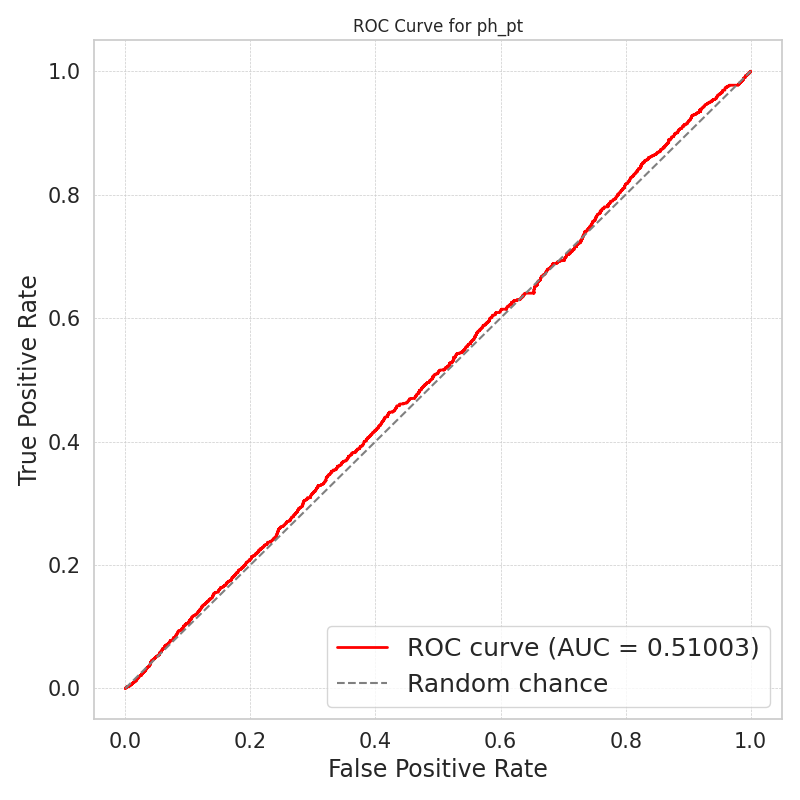 ROC Curve for ph_pt
True Positive Rate
1.0
0.8
0.6
0.4
0.2
0.0
ROC curve (AUC = 0.51003)
Random chance
0.0 0.2 0.4 0.6 0.8 1.0
False Positive Rate